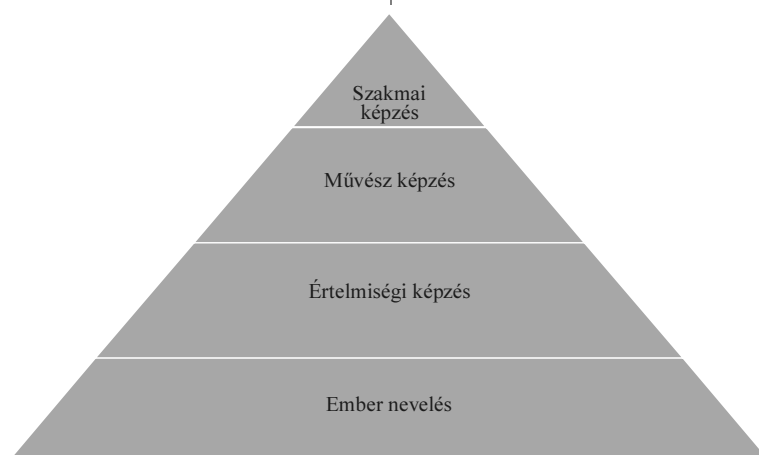 Szakmai
képzés
Művész képzés
Értelmiségi képzés
Ember nevelés